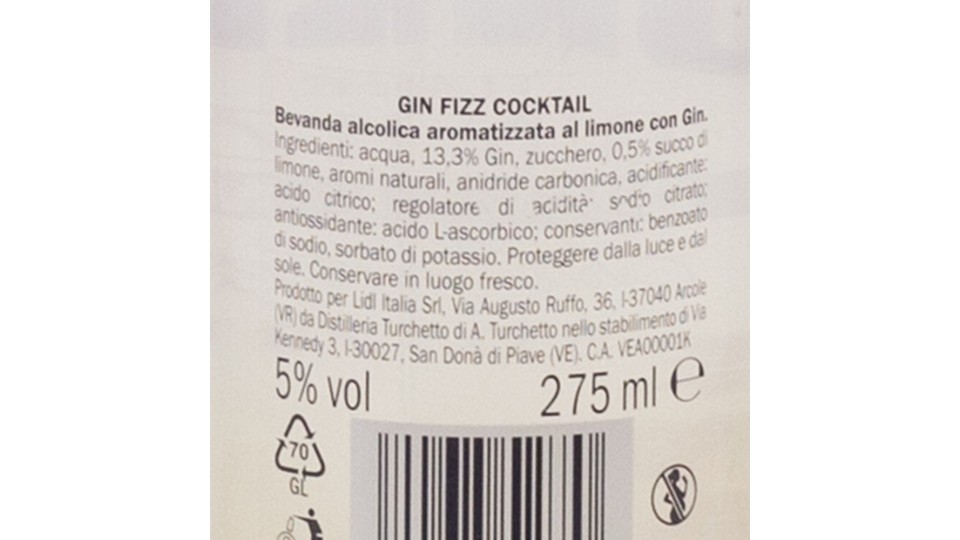 GIN FIZZ COCKTAIL
Bevanda alcolica aromatizzata al limone con Gin.
Ingredienti: acqua, 13,3% Gin, zucchero, 0,5% succo di
limone, aromi naturali, anidride carbonica, acidificante:
acido citrico; regolatore di acidità: sodio citrato;
antiossidante: acido L-ascorbico; conservanti: benzoato
di sodio, sorbato di potassio. Proteggere dalla luce e dal
sole. Conservare in luogo fresco.
Prodotto per Lidl Italia Srl, Via Augusto Ruffo, 36, I-37040 Arcole
(VR) da Distilleria Turchetto di A. Turchetto nello stabilimento di Via
Kennedy 3, I-30027, San Donà di Piave (VE). C.A. VEA00001K
5% vol 275 ml e
70
GL